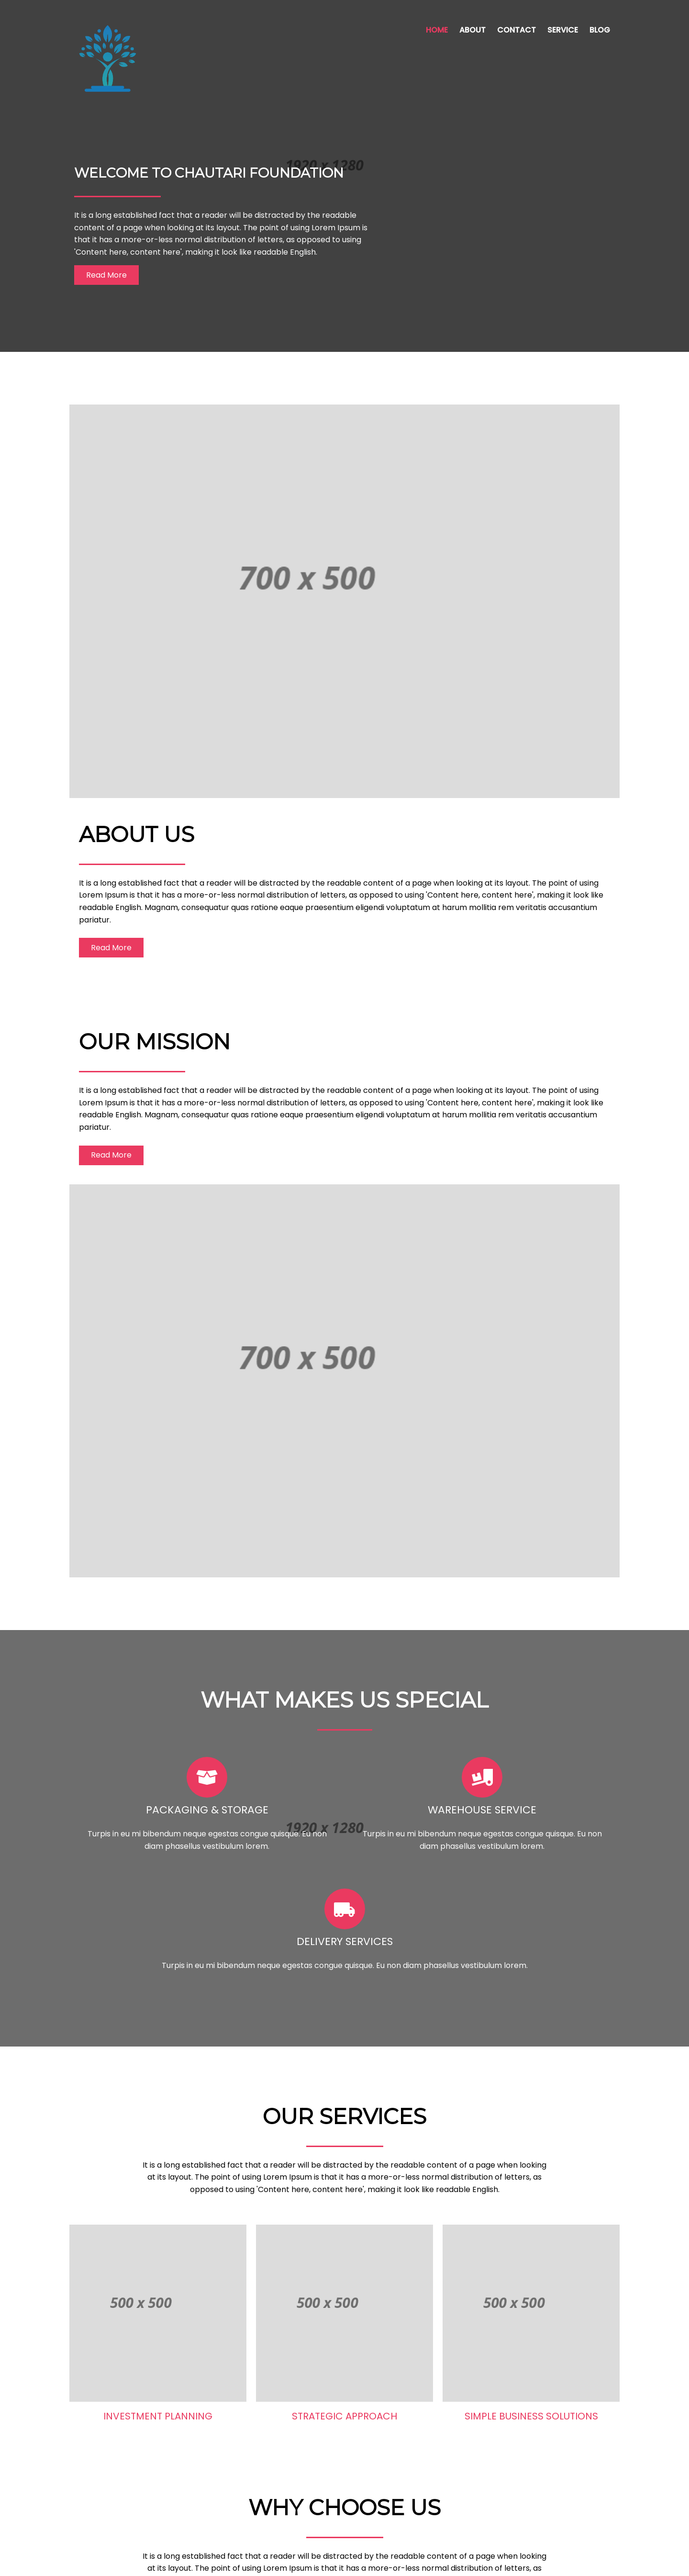 HOME ABOUT CONTACT SERVICE BLOG
1920 x 1280
WELCOME TO CHAUTARI FOUNDATION
It is a long established fact that a reader will be distracted by the readable
content of a page when looking at its layout. The point of using Lorem Ipsum is
that it has a more-or-less normal distribution of letters, as opposed to using
'Content here, content here', making it look like readable English.
Read More
700 x 500
ABOUT US
It is a long established fact that a reader will be distracted by the readable content of a page when looking at its layout. The point of using
Lorem Ipsum is that it has a more-or-less normal distribution of letters, as opposed to using 'Content here, content here', making it look like
readable English. Magnam, consequatur quas ratione eaque praesentium eligendi voluptatum at harum mollitia rem veritatis accusantium
pariatur.
Read More
OUR MISSION
It is a long established fact that a reader will be distracted by the readable content of a page when looking at its layout. The point of using
Lorem Ipsum is that it has a more-or-less normal distribution of letters, as opposed to using 'Content here, content here', making it look like
readable English. Magnam, consequatur quas ratione eaque praesentium eligendi voluptatum at harum mollitia rem veritatis accusantium
pariatur.
Read More
700 x 500
WHAT MAKES US SPECIAL
PACKAGING & STORAGE
Turpis in eu mi bibendum neque egestas congue quisque. Eu non
diam phasellus vestibulum lorem.
WAREHOUSE SERVICE
Turpis in eu mi bibendum neque egestas congue quisque. Eu non
diam phasellus vestibulum lorem.
1920 x 1280
DELIVERY SERVICES
Turpis in eu mi bibendum neque egestas congue quisque. Eu non diam phasellus vestibulum lorem.
OUR SERVICES
It is a long established fact that a reader will be distracted by the readable content of a page when looking
at its layout. The point of using Lorem Ipsum is that it has a more-or-less normal distribution of letters, as
opposed to using 'Content here, content here', making it look like readable English.
500 x 500
500 x 500
500 x 500
INVESTMENT PLANNING
STRATEGIC APPROACH
SIMPLE BUSINESS SOLUTIONS
WHY CHOOSE US
It is a long established fact that a reader will be distracted by the readable content of a page when looking
at its layout. The point of using Lorem Ipsum is that it has a more-or-less normal distribution of letters, as